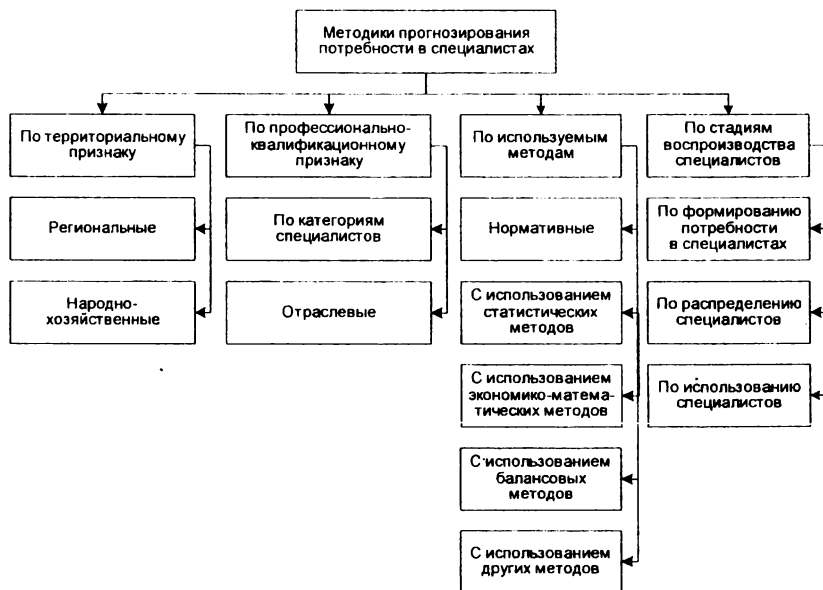 Методики прогнозирования
потребности в специалистах
По территориальному
признаку
По профессионально-
квалификационному
признаку
По используемым
методам
По стадиям
воспроизводства
специалистов
Региональные
По категориям
специалистов
Нормативные
По формированию
потребности
в специалистах
Народно-
хозяйственные
Отраслевые
С использованием
статистических
методов
По распределению
специалистов
С использованием
экономико-матема-
тических методов
По использованию
специалистов
С использованием
балансовых
методов
С использованием
других методов